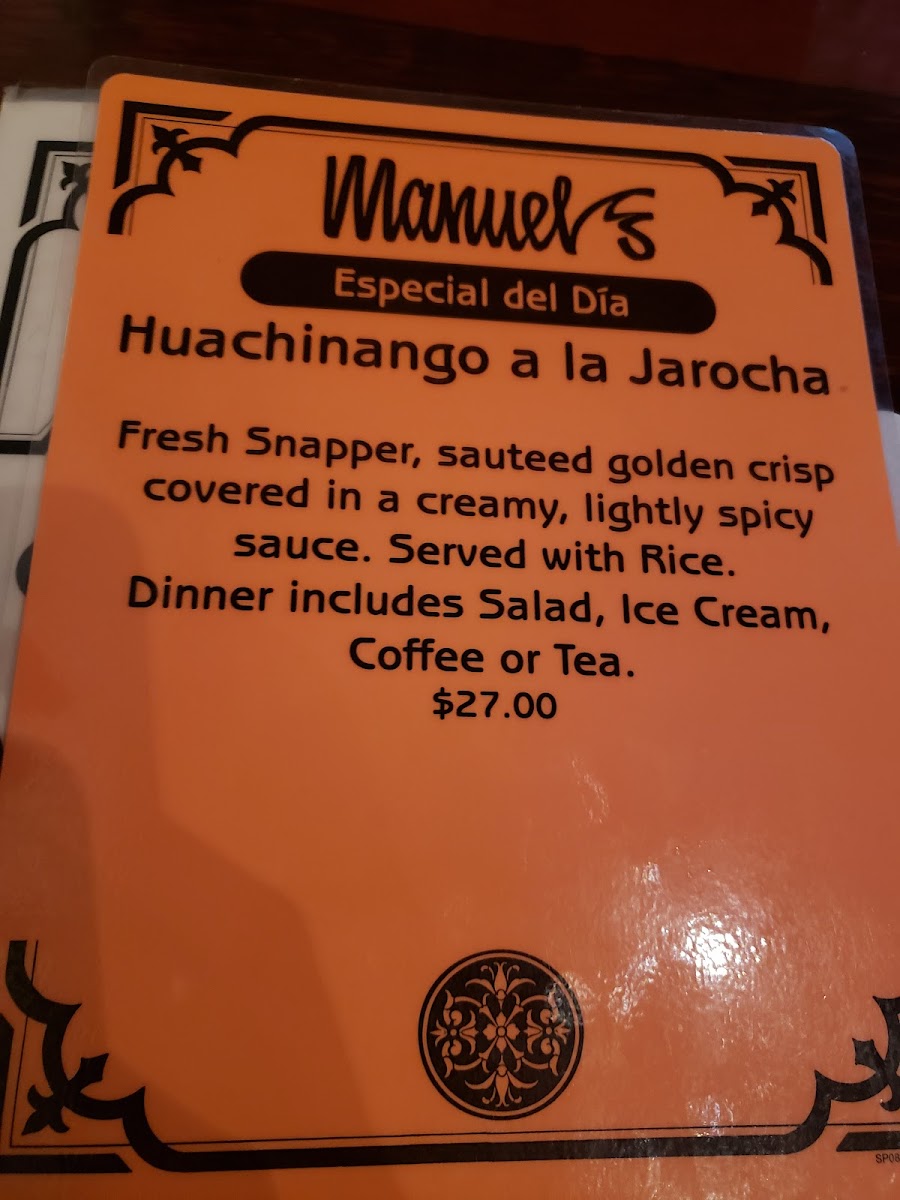 Manuel's
Especial del Día
Huachinango a la Jarocha
Fresh Snapper, sauteed golden crisp
covered in a creamy, lightly spicy
sauce. Served with Rice.
Dinner includes Salad, Ice Cream,
Coffee or Tea.
$27.00
SP08